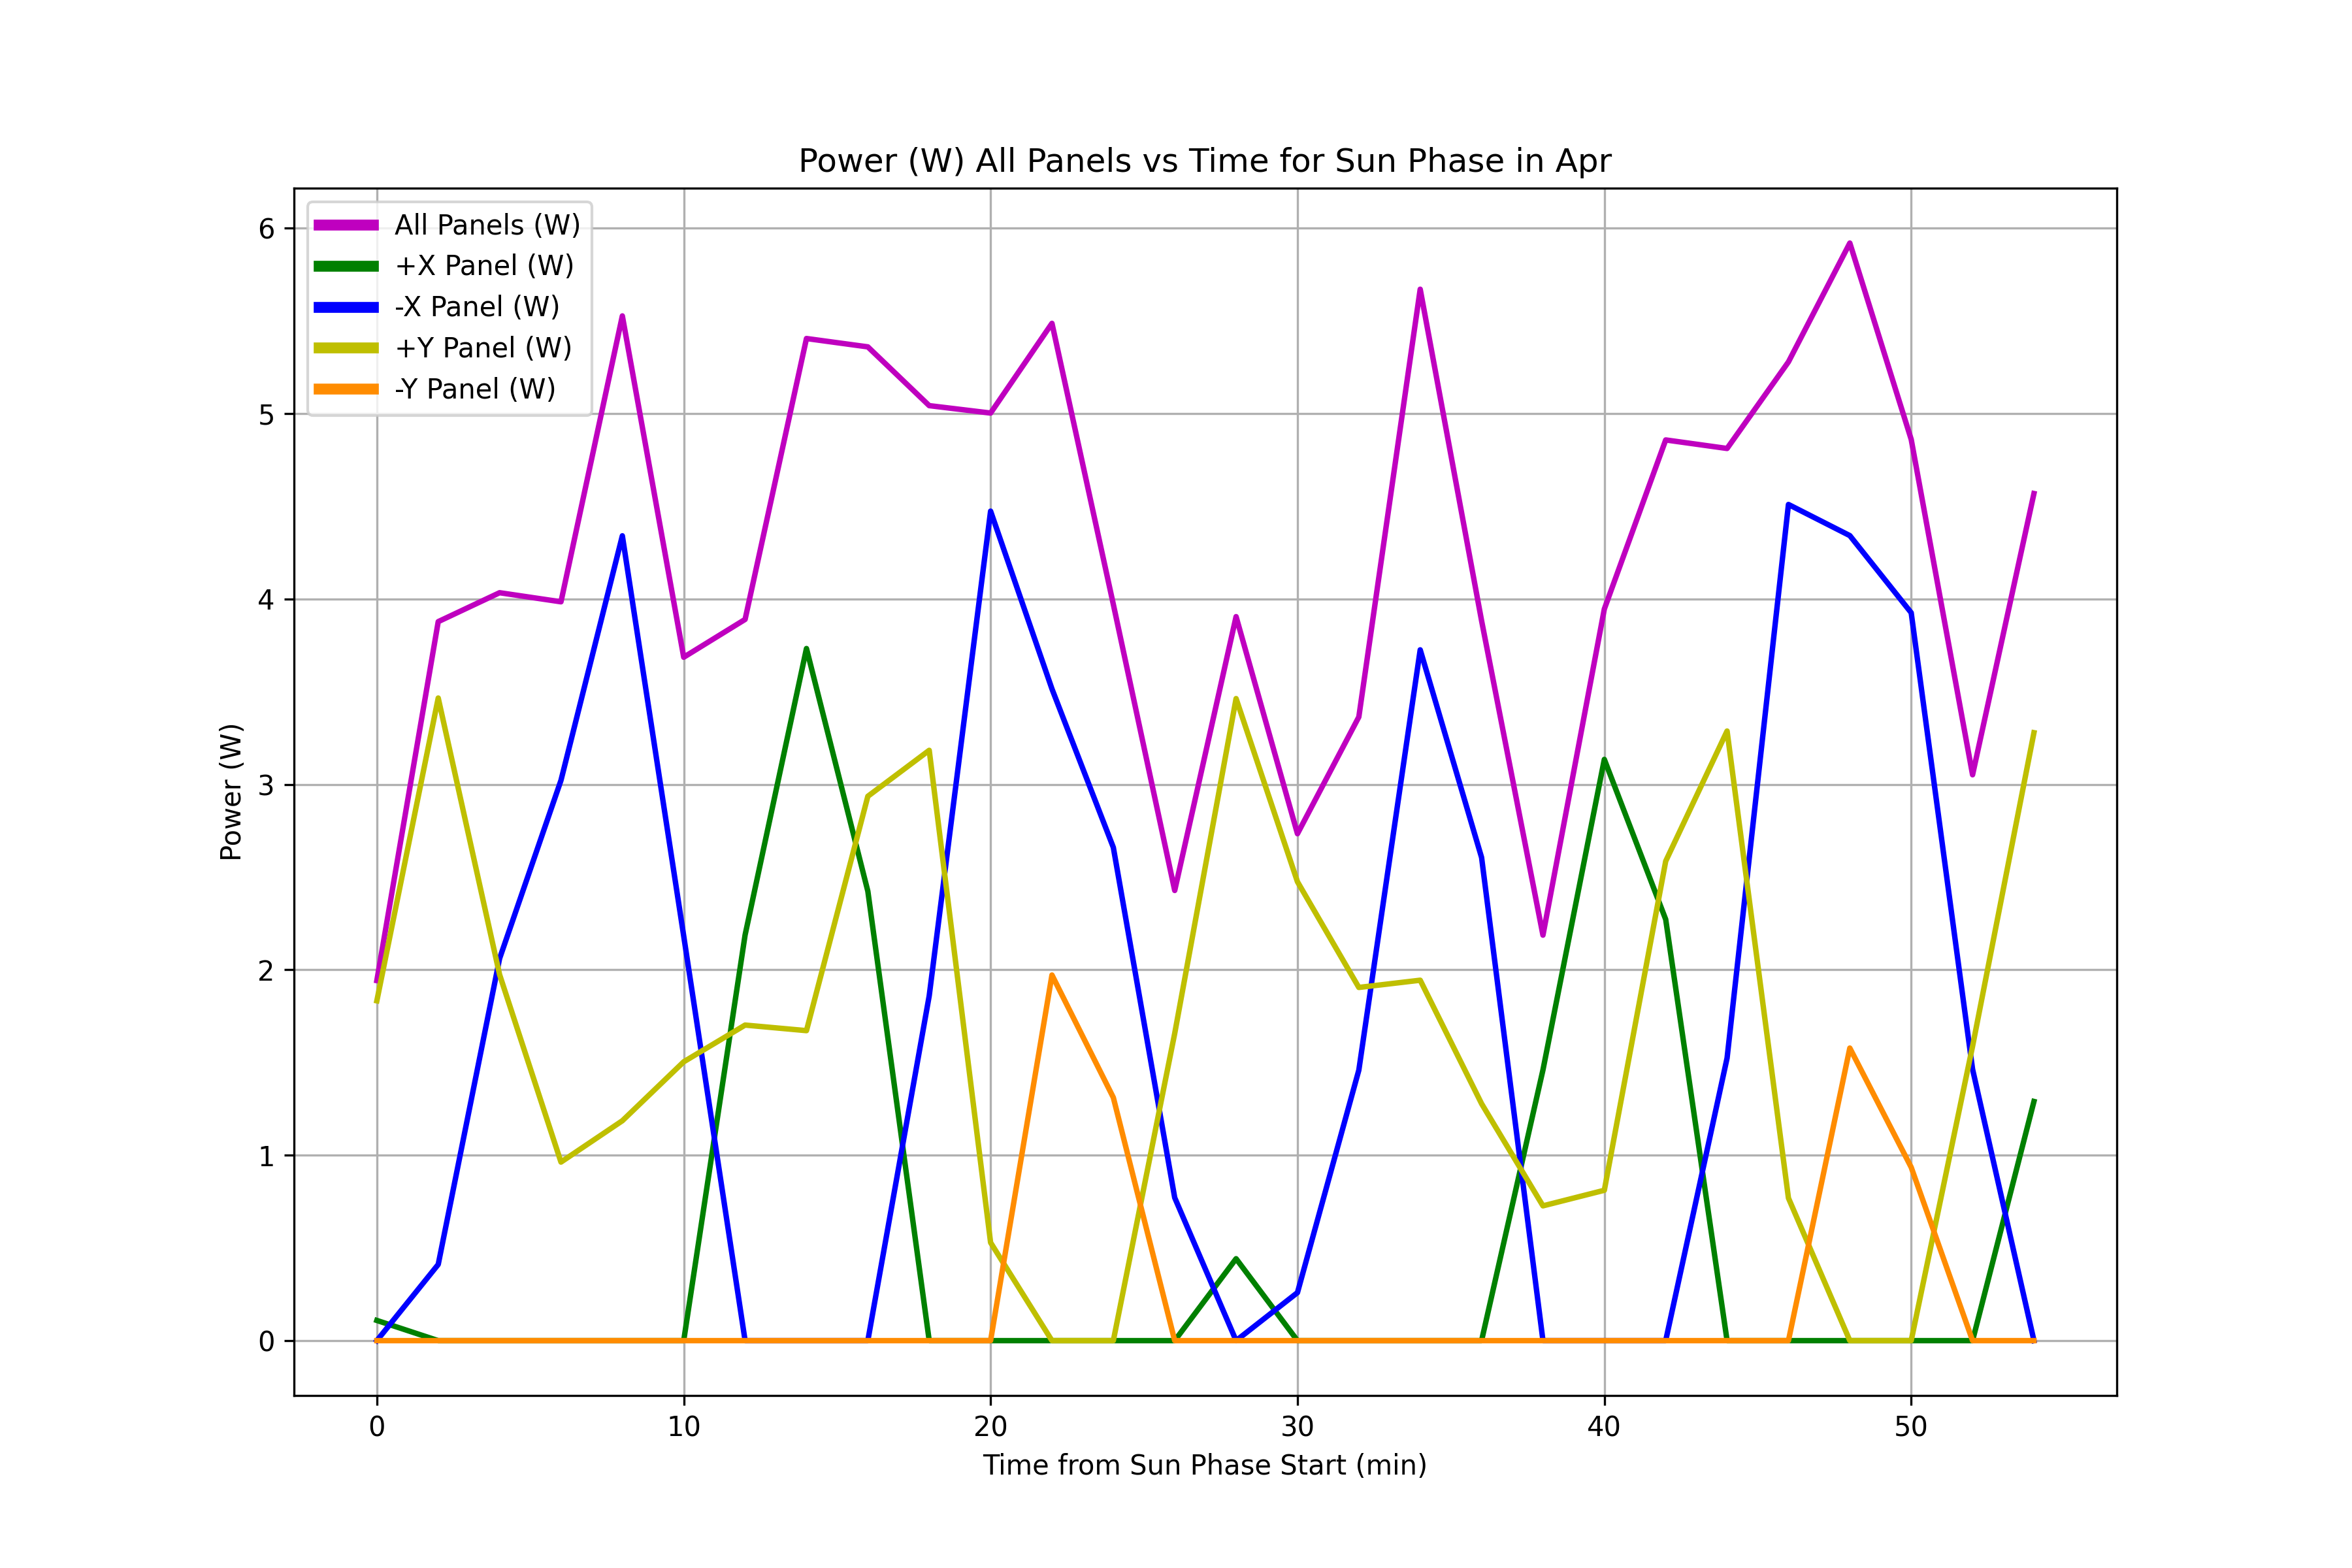 Power (W) All Panels vs Time for Sun Phase in Apr
All Panels (W)
+X Panel (W)
-X Panel (W)
+Y Panel (W)
-Y Panel (W)
6
5
4
3
2
1
0
Power (W)
0 10 20 30 40 50
Time from Sun Phase Start (min)